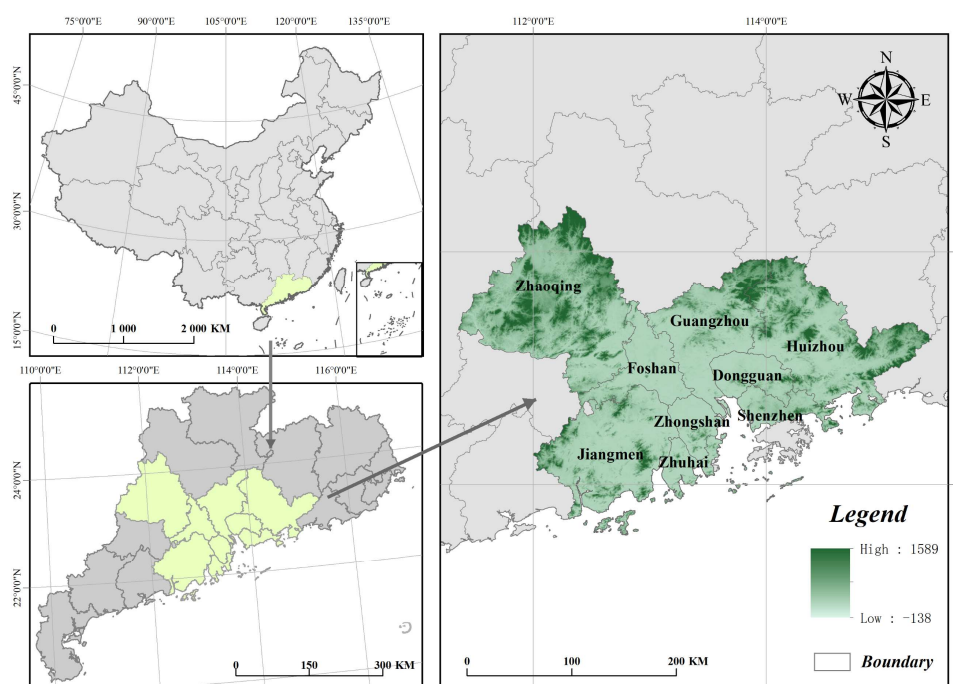 75°0'0"E 90°0'0"E 105°0'0"E 120°0'0"E 135°0'0"E
45°0'0"N
30°0'0"N
15°0'0"N
0 1 000 2 000 KM
110°0'0"E 112°0'0"E 114°0'0"E 116°0'0"E
24°0'0"N
22°0'0"N
0 150 300 KM
112°0'0"E 114°0'0"E
N
W E
S
Zhaoqing
Guangzhou
Huizhou
Foshan
Dongguan
Zhongshan
Shenzhen
Jiangmen
Zhuhai
Legend
High : 1589
Low : -138
Boundary
0 100 200 KM